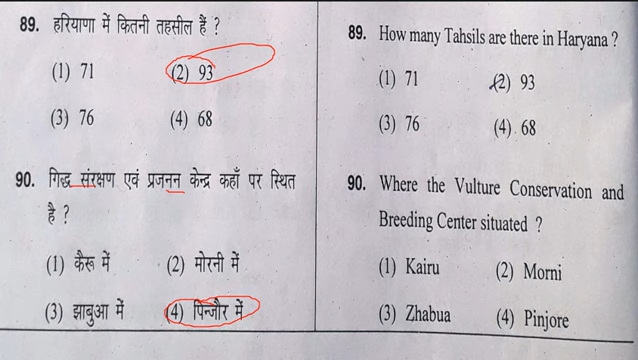 89. हरियाणा में कितनी तहसील हैं ?
(1) 71 (2) 93
(3) 76 (4) 68
90. गिद्ध संरक्षण एवं प्रजनन केन्द्र कहाँ पर स्थित
है ?
(1) कैरू में (2) मोरनी में
(3) झाबुआ में (4) पिन्जौर में
89. How many Tahsils are there in Haryana ?
(1) 71 (2) 93
(3) 76 (4) 68
90. Where the Vulture Conservation and
Breeding Center situated ?
(1) Kairu (2) Morni
(3) Zhabua (4) Pinjore